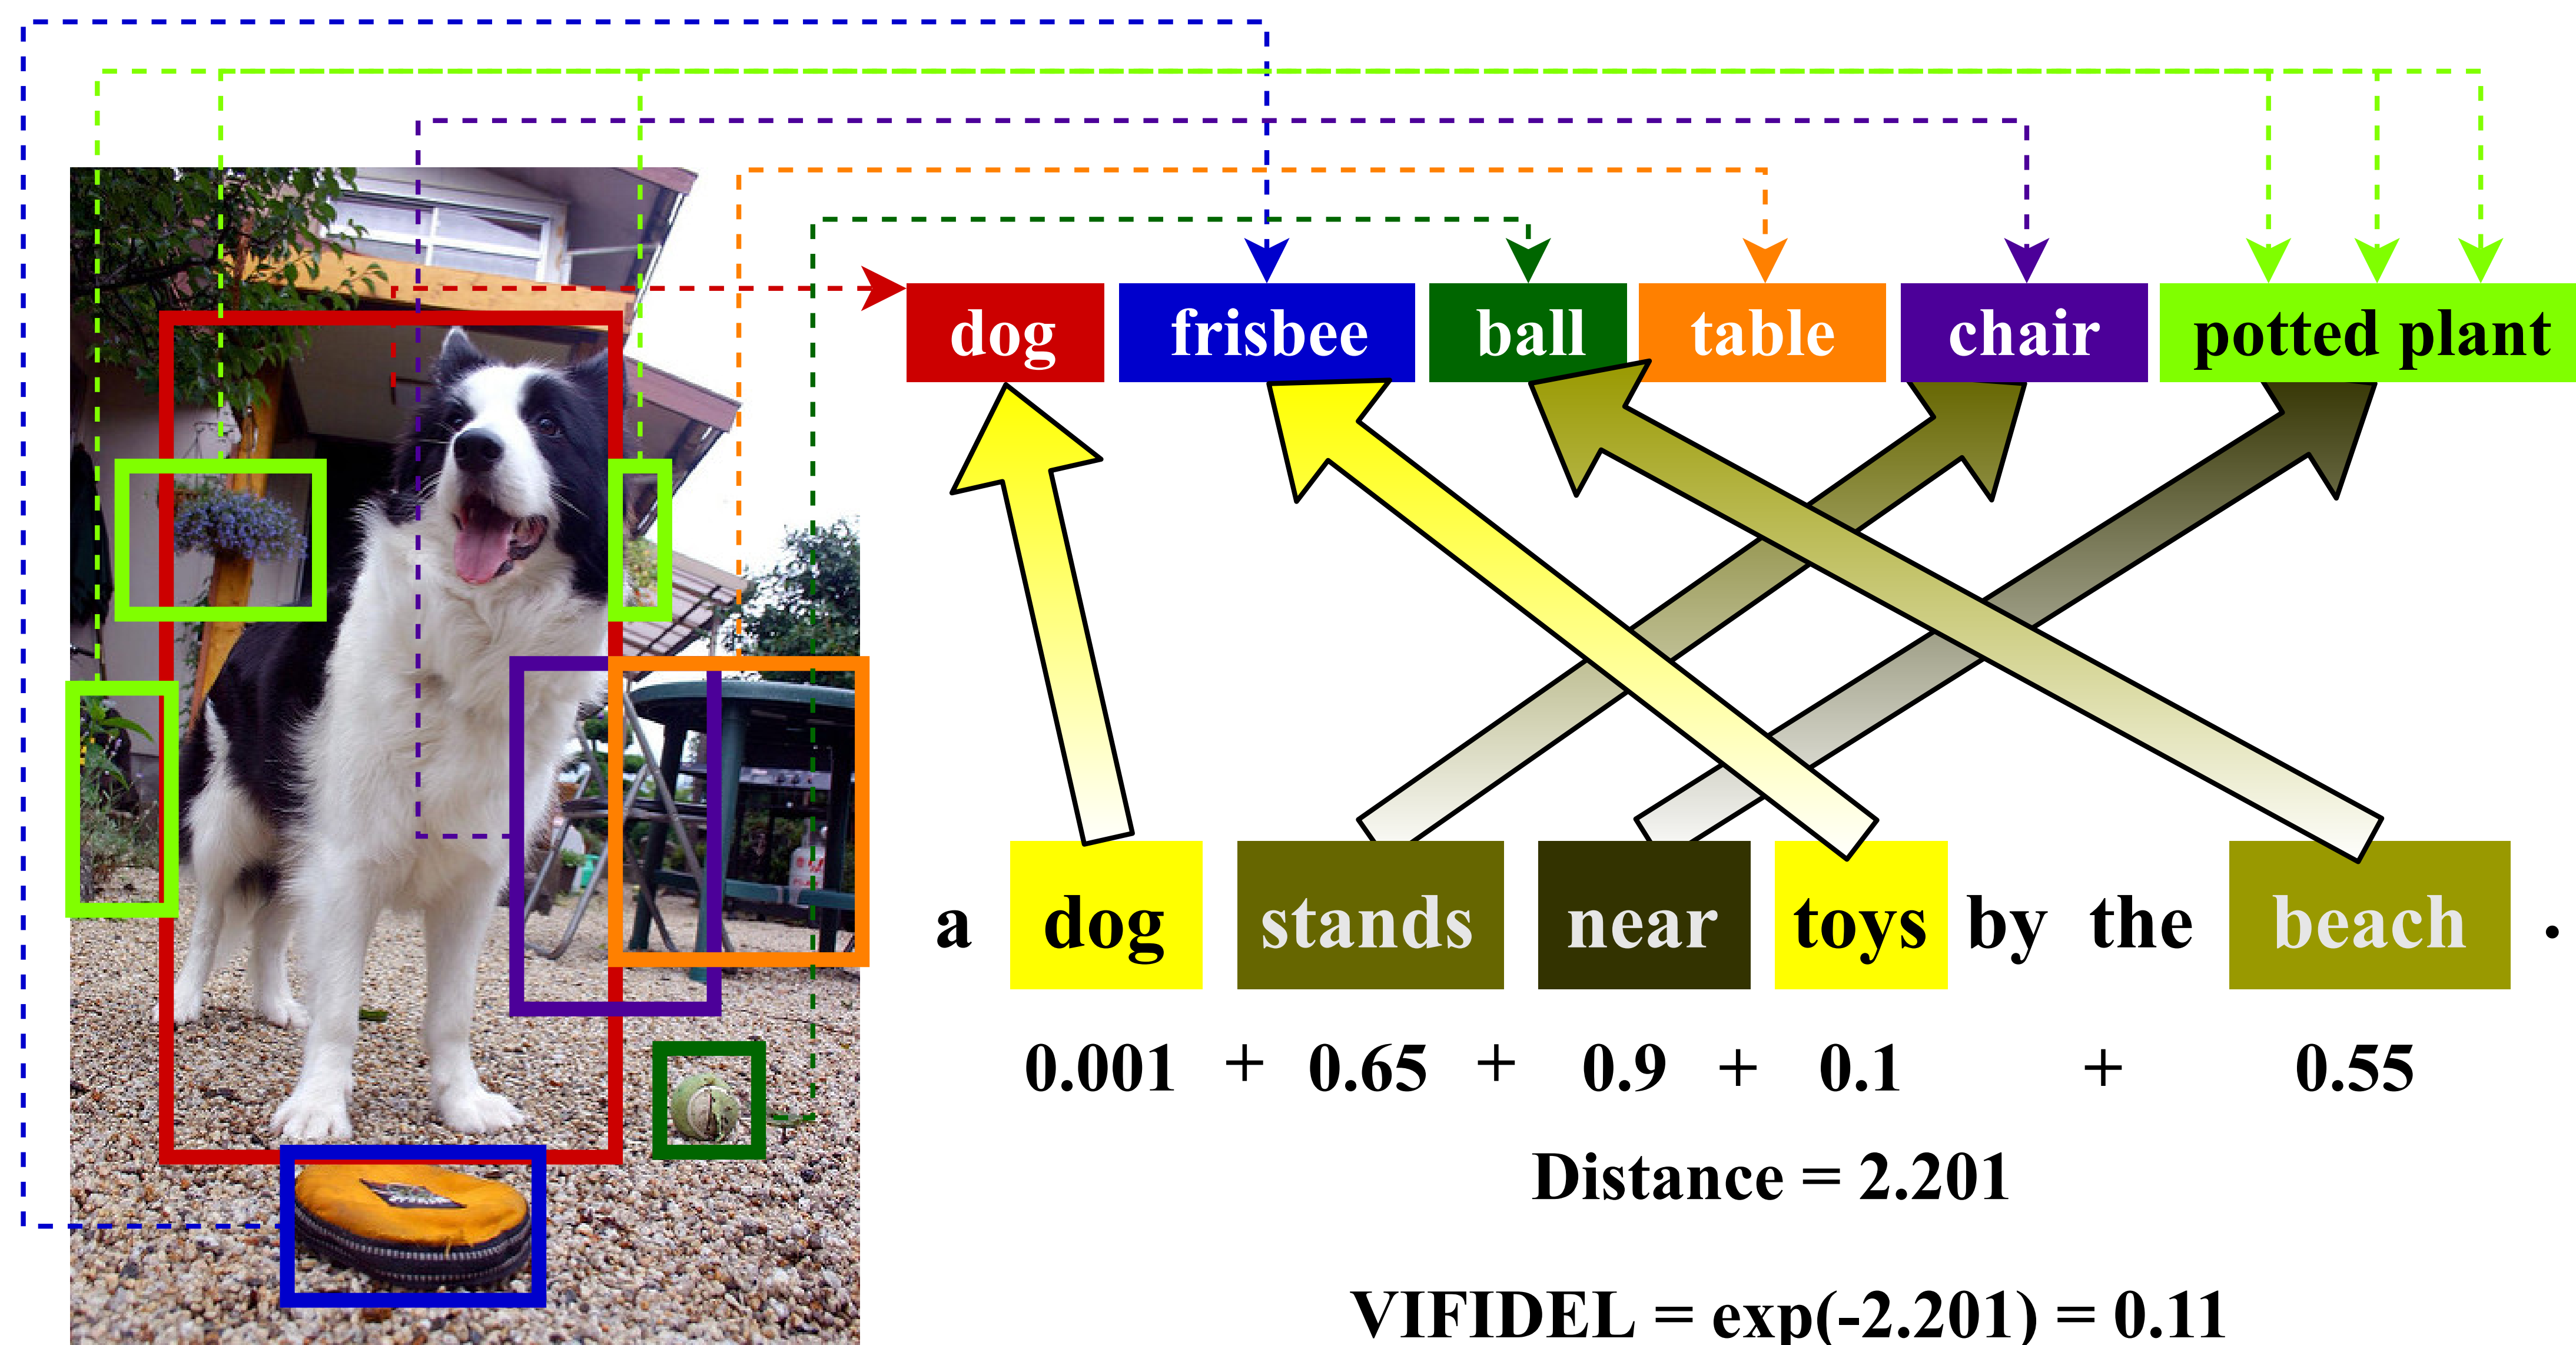 dog frisbee ball table chair potted plant
a dog stands near toys by the beach .
0.001 + 0.65 + 0.9 + 0.1 + 0.55
Distance = 2.201
VIFIDEL = exp(-2.201) = 0.11